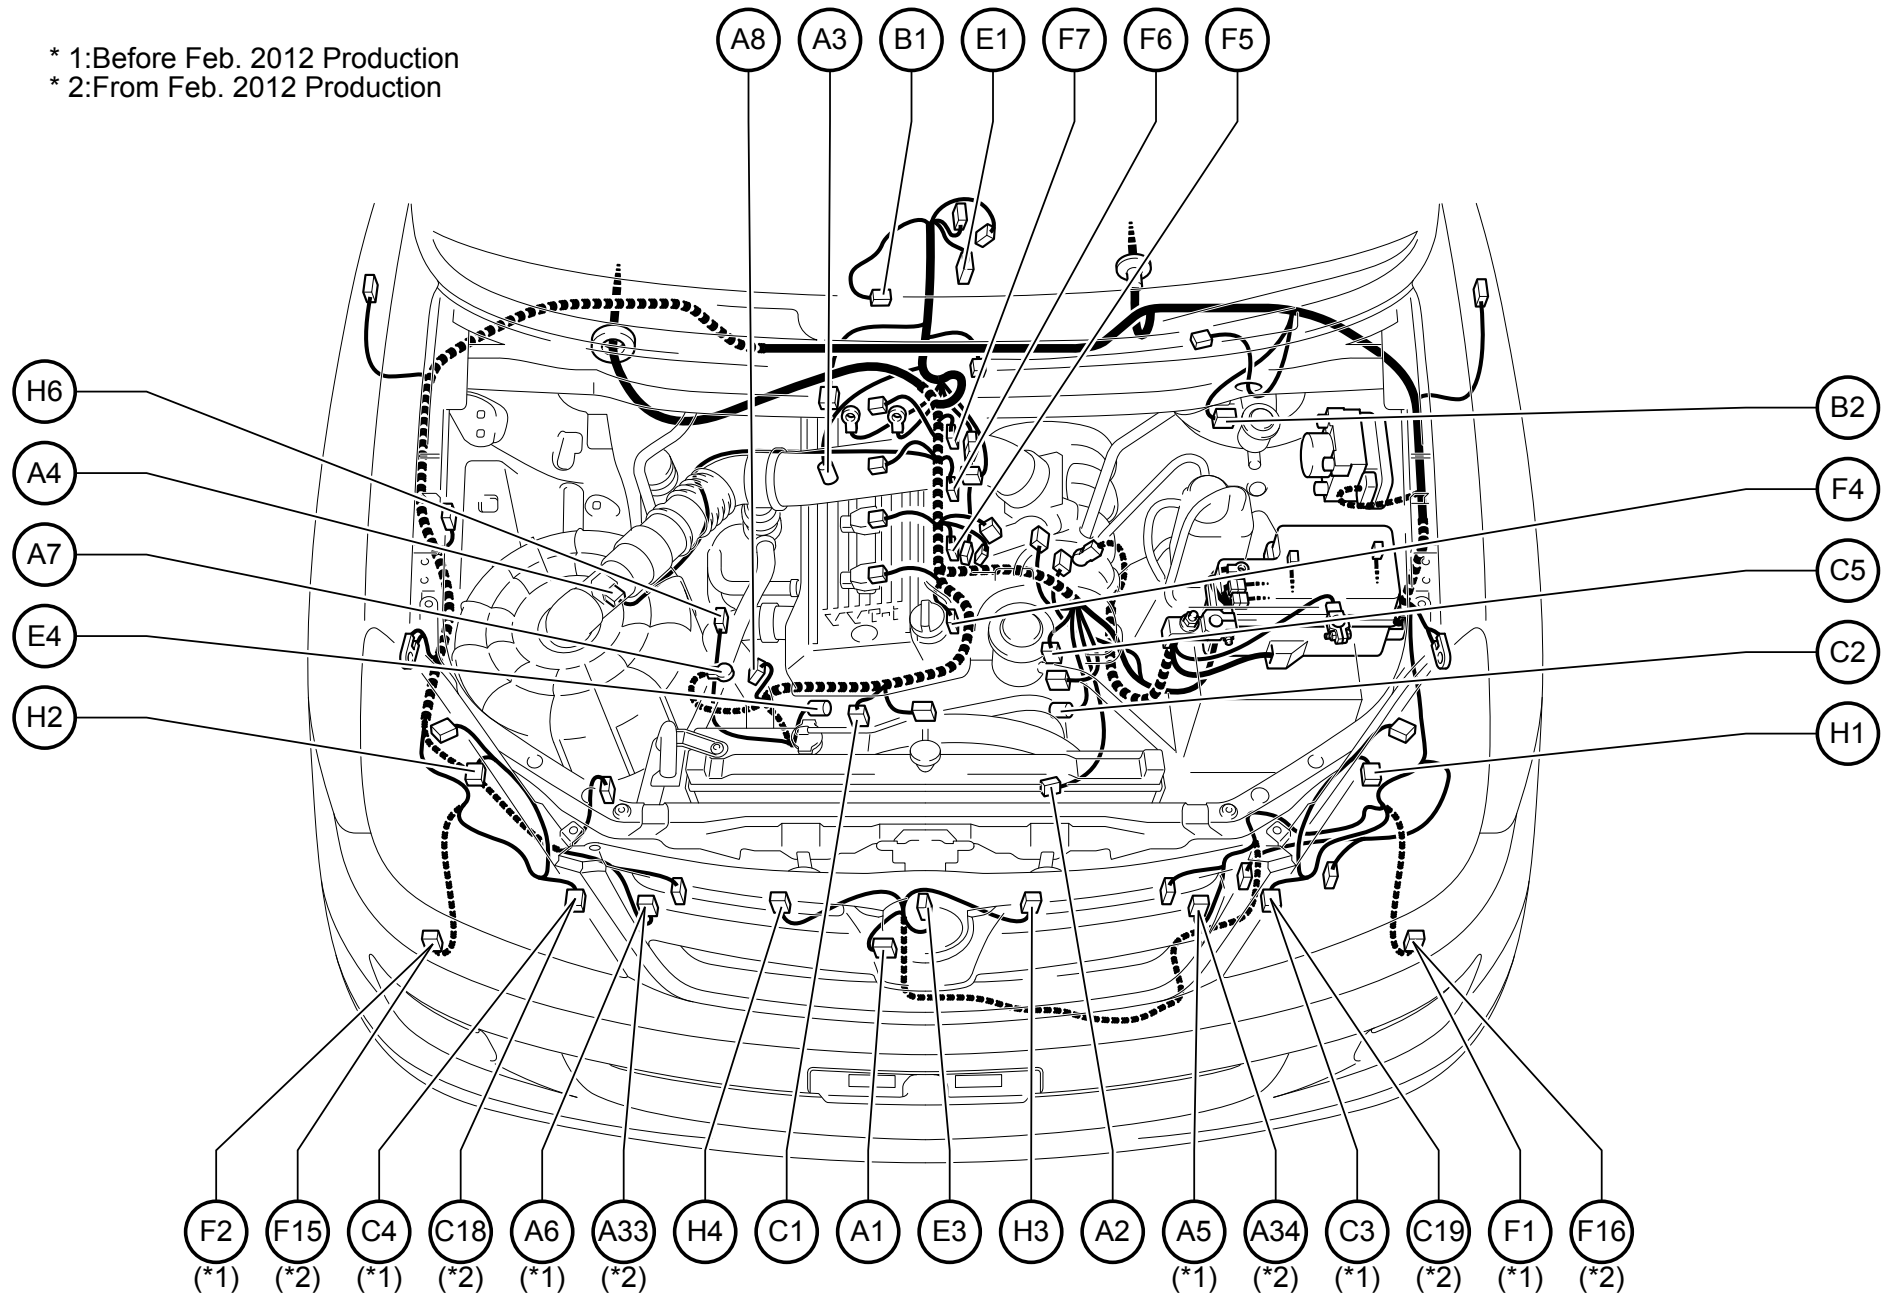 * 1:Before Feb. 2012 Production
* 2:From Feb. 2012 Production
A8 A3 B1 E1 F7 F6 F5
H6
A4
A7
E4
H2
B2
F4
C5
C2
H1
F2 F15 C4 C18 A6 A33 H4 C1 A1 E3 H3 A2 A5 A34 C3 C19 F1 F16
(*1) (*2) (*1) (*2) (*1) (*2) (*1) (*2) (*1) (*2) (*1) (*2)